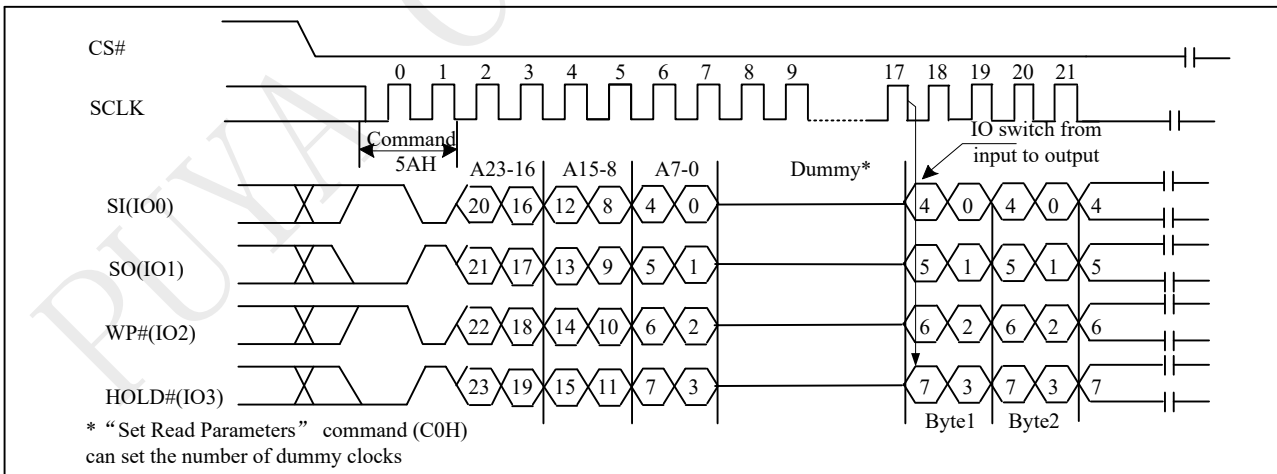 PUYA
CS#
0 1 2 3 4 5 6 7 8 9 17 18 19 20 21
SCLK
Command
5AH
IO switch from
input to output
A23-16 A15-8 A7-0 Dummy*
SI(IO0) 20 16 12 8 4 0 4 0 4 0 4
SO(IO1) 21 17 13 9 5 1 5 1 5 1 5
WP#(IO2) 22 18 14 10 6 2 6 2 6 2 6
HOLD#(IO3) 23 19 15 11 7 3 7 3 7 3 7
Byte1 Byte2
* “Set Read Parameters” command (C0H)
can set the number of dummy clocks